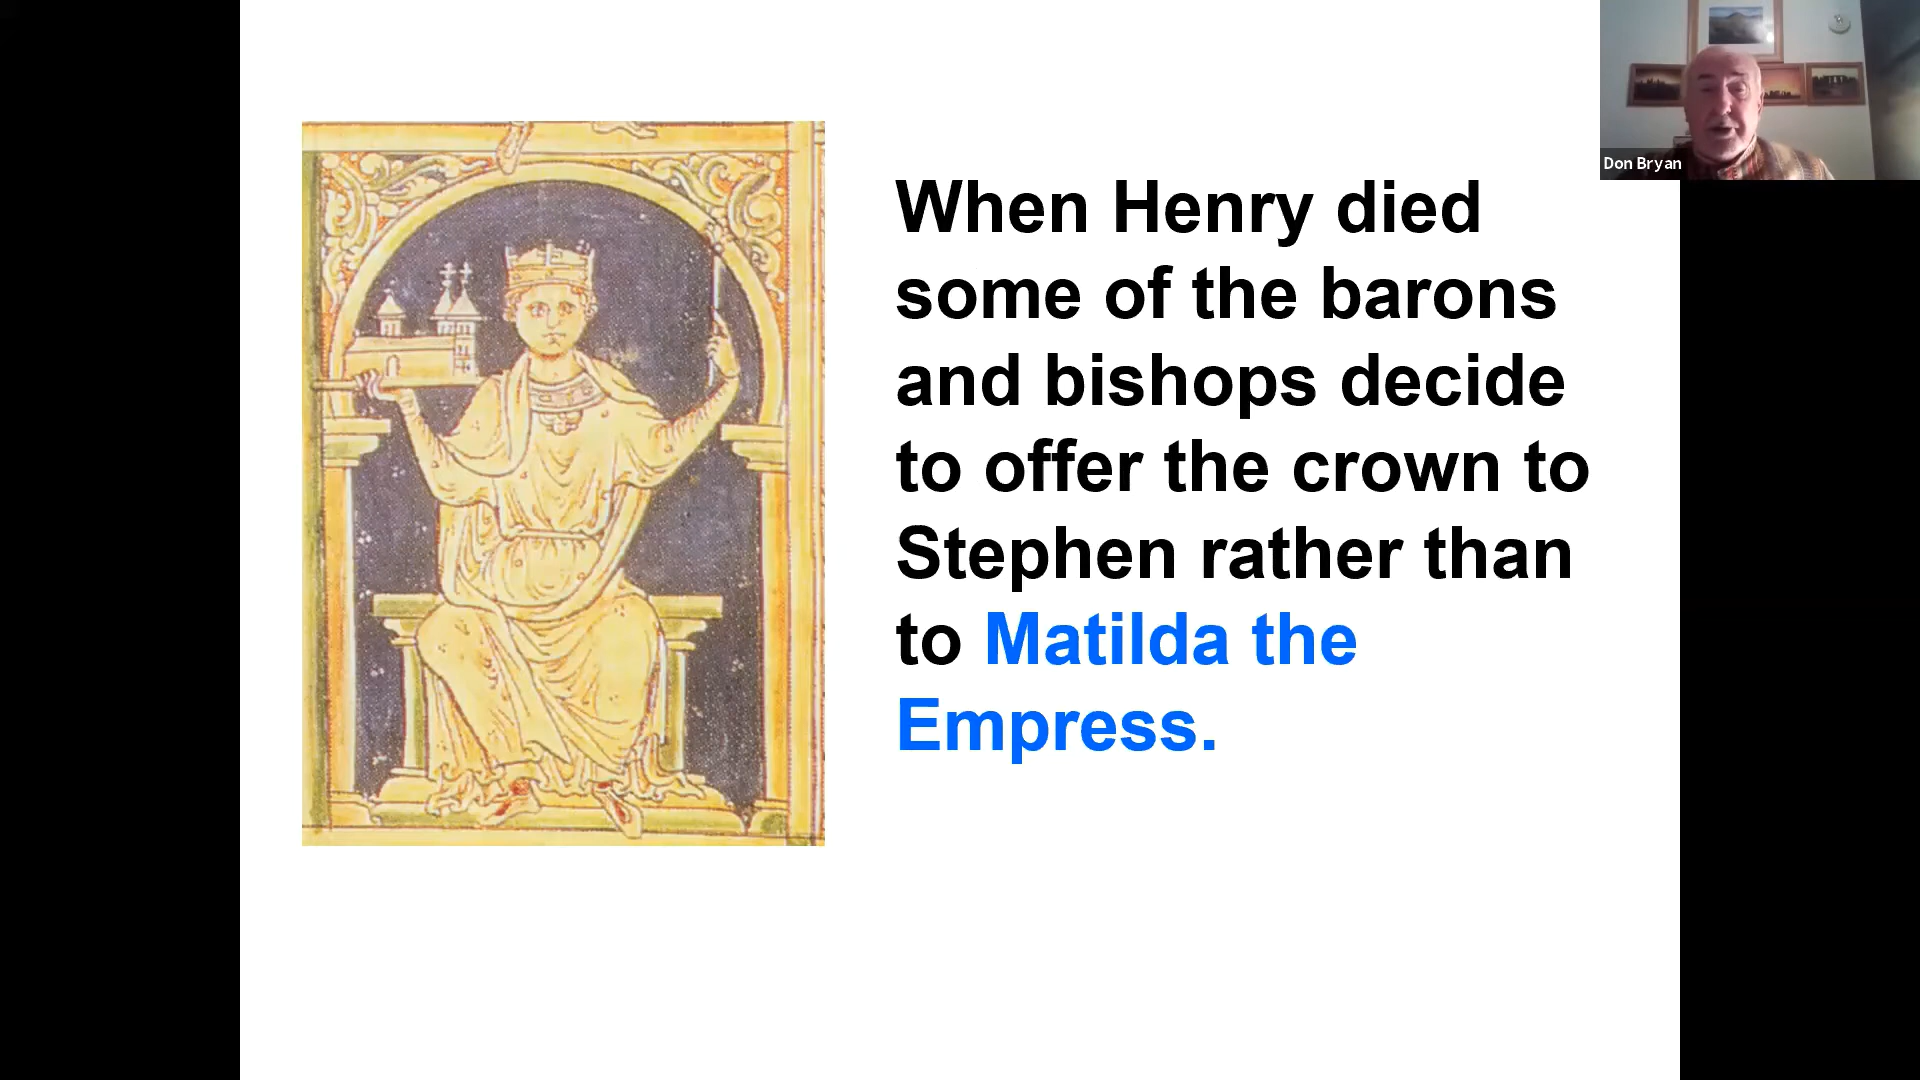 When Henry died
some of the barons
and bishops decide
to offer the crown to
Stephen rather than
to Matilda the
Empress.
Don Bryan